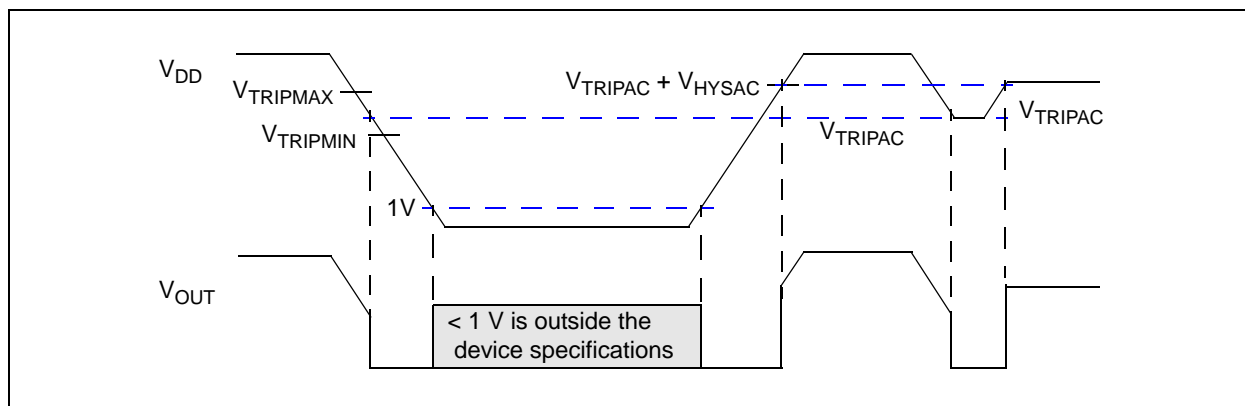 VDD
VTRIPMAX
VTRIPMIN
1V
VTRIPAC + VHYSAC
VTRIPAC
VTRIPAC
VOUT
< 1 V is outside the
device specifications